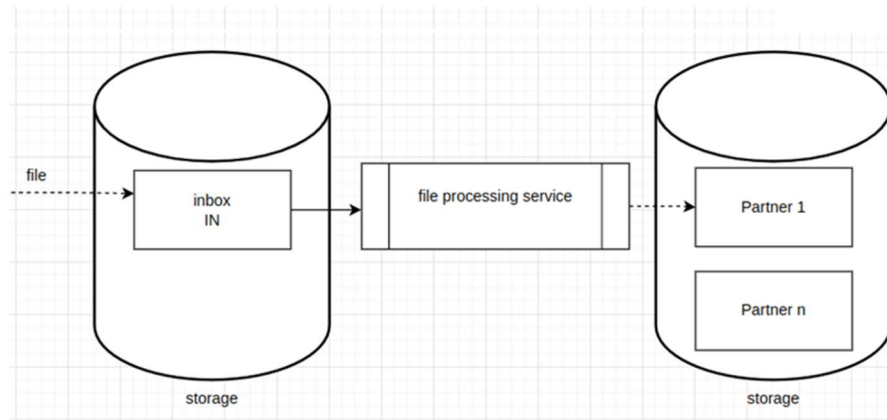 file
inbox
IN
file processing service
Partner 1
Partner n
storage
storage